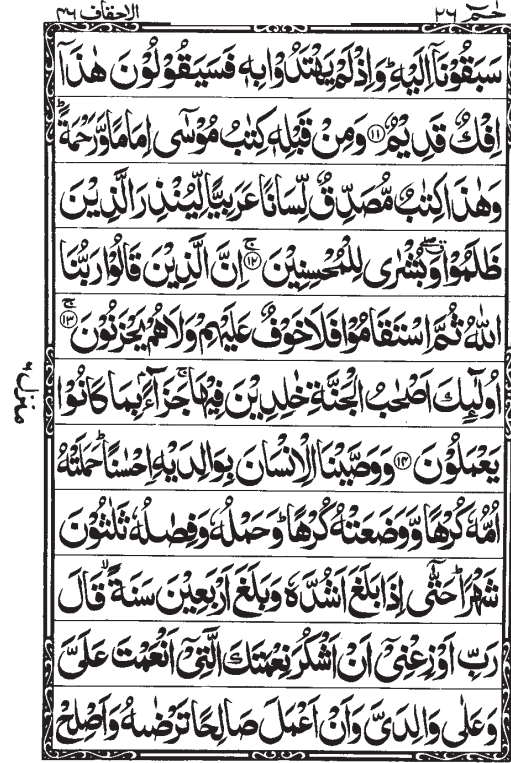 حٰمٓ ٢٦
الاحقاف ٤٦
سَبَقُوْنَاۤ اِلَيْهِ ؕ وَاِذْ لَمْ يَهْتَدُوْا بِهٖ فَسَيَقُوْلُوْنَ هٰذَاۤ
اِفْكٌ قَدِيْمٌ ﴿١١﴾ وَمِنْ قَبْلِهٖ كِتٰبُ مُوْسٰۤى اِمَامًا وَّرَحْمَةً ؕ
وَهٰذَا كِتٰبٌ مُّصَدِّقٌ لِّسَانًا عَرَبِيًّا لِّيُنْذِرَ الَّذِيْنَ
ظَلَمُوْا ۖۗ وَبُشْرٰى لِلْمُحْسِنِيْنَ ۚ﴿١٢﴾ اِنَّ الَّذِيْنَ قَالُوْا رَبُّنَا
اللّٰهُ ثُمَّ اسْتَقَامُوْا فَلَا خَوْفٌ عَلَيْهِمْ وَلَا هُمْ يَحْزَنُوْنَ ۚ﴿١٣﴾
اُولٰٓئِكَ اَصْحٰبُ الْجَنَّةِ خٰلِدِيْنَ فِيْهَا ۚ جَزَآءًۢ بِمَا كَانُوْا
يَعْمَلُوْنَ ﴿١٤﴾ وَوَصَّيْنَا الْاِنْسَانَ بِوَالِدَيْهِ اِحْسٰنًا ؕ حَمَلَتْهُ
اُمُّهٗ كُرْهًا وَّوَضَعَتْهُ كُرْهًا ؕ وَحَمْلُهٗ وَفِصٰلُهٗ ثَلٰثُوْنَ
شَهْرًا ؕ حَتّٰۤى اِذَا بَلَغَ اَشُدَّهٗ وَبَلَغَ اَرْبَعِيْنَ سَنَةً ۙ قَالَ
رَبِّ اَوْزِعْنِيْۤ اَنْ اَشْكُرَ نِعْمَتَكَ الَّتِيْۤ اَنْعَمْتَ عَلَيَّ
وَعَلٰى وَالِدَيَّ وَاَنْ اَعْمَلَ صَالِحًا تَرْضٰىهُ وَاَصْلِحْ
منزل ٦